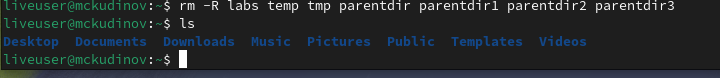 liveuser@mckudinov:~$ rm -R labs temp tmp parentdir parentdir1 parentdir2 parentdir3
liveuser@mckudinov:~$ ls
Desktop Documents Downloads Music Pictures Public Templates Videos
liveuser@mckudinov:~$